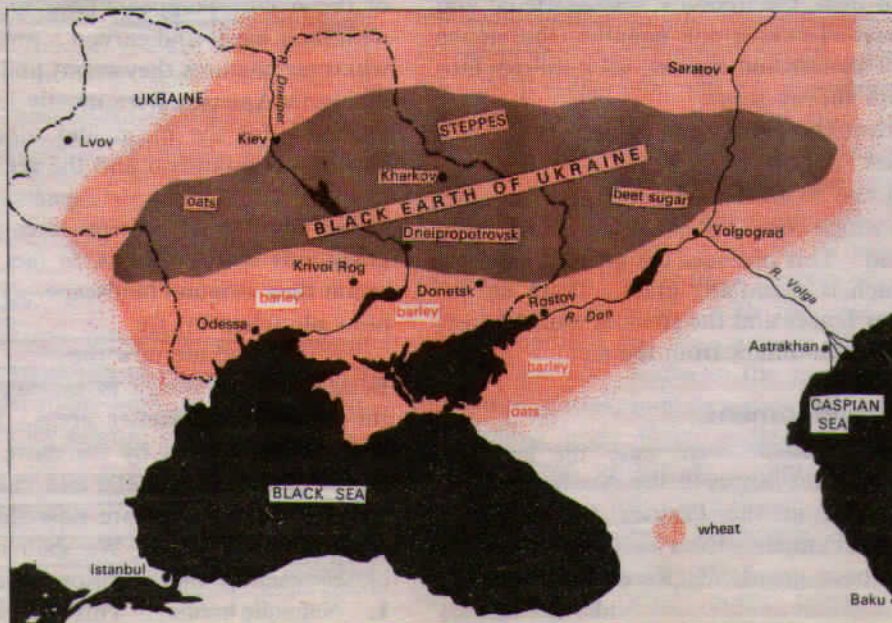 R. Dnieper
Saratov
UKRAINE
STEPPES
Lvov
Kiev
Kharkov
BLACK EARTH OF UKRAINE
oats
beet sugar
Dneipropotrovsk
Volgograd
Krivoi Rog
Donetsk
R. Volga
barley
barley
Rostov
R. Don
Odessa
Astrakhan
barley
oats
CASPIAN
SEA
BLACK SEA
wheat
istanbul
Baku